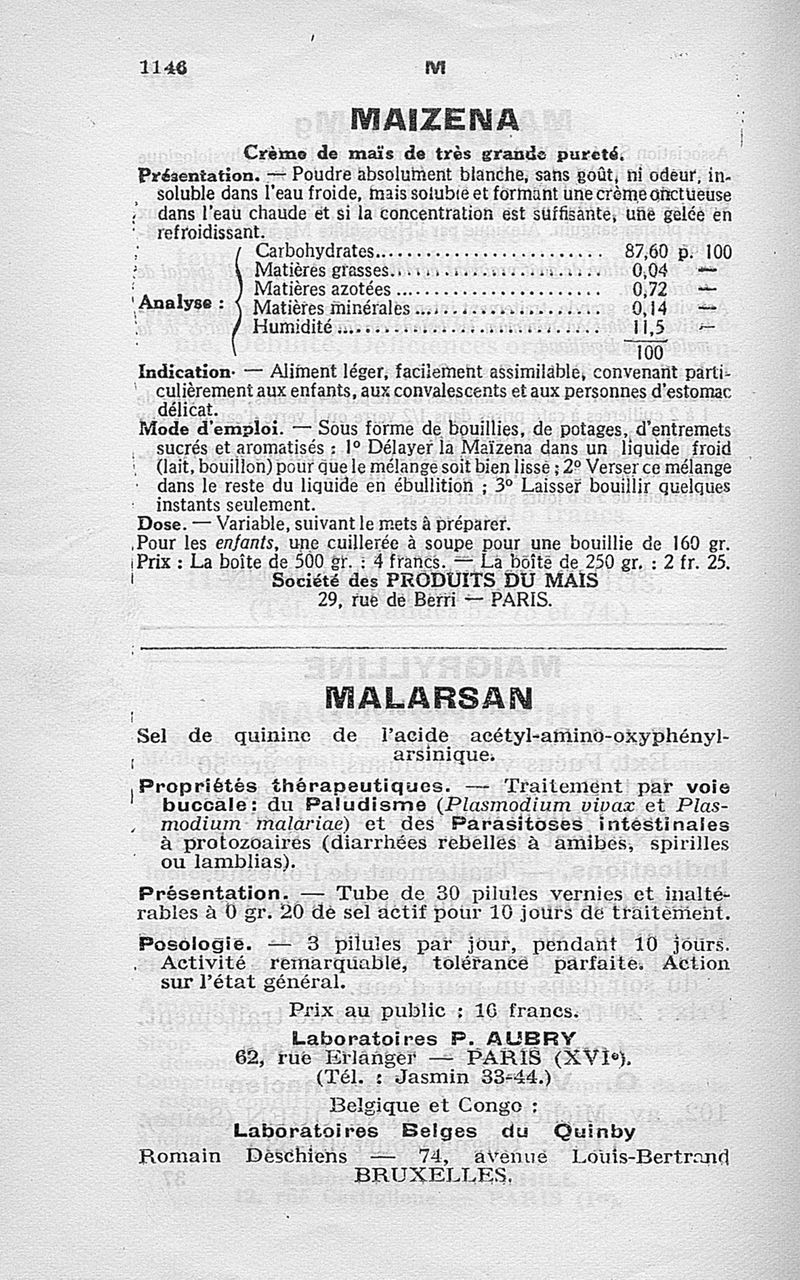 1146 M
MAIZENA
Crème de maïs de très grande pureté.
Présentation. — Poudre absolument blanche, sans goût, ni odeur, in-
soluble dans l'eau froide, mais soluble et formant une crème onctueuse
dans l'eau chaude et si la concentration est suffisante, une gelée en
refroidissant.
Analyse :
Carbohydrates........................ 87,60 p. 100
Matières grasses........................ 0,04 —
Matières azotées ........................ 0,72 —
Matières minérales ........................ 0,14 —
Humidité ........................ 11,5 —
100
Indication. — Aliment léger, facilement assimilable, convenant parti-
culièrement aux enfants, aux convalescents et aux personnes d'estomac
délicat.
Mode d'emploi. — Sous forme de bouillies, de potages, d'entremets
sucrés et aromatisés : 1° Délayer la Maïzena dans un liquide froid
(lait, bouillon) pour que le mélange soit bien lisse ; 2° Verser ce mélange
dans le reste du liquide en ébullition ; 3° Laisser bouillir quelques
instants seulement.
Dose. — Variable, suivant le mets à préparer.
Pour les enfants, une cuillerée à soupe pour une bouillie de 160 gr.
Prix : La boîte de 500 gr. : 4 francs. — La boîte de 250 gr. : 2 fr. 25.
Société des PRODUITS DU MAIS
29, rue de Berri — PARIS.
MALARSAN
Sel de quinine de l'acide acétyl-amino-oxyphényl-
arsinique.
Propriétés thérapeutiques. — Traitement par voie
buccale: du Paludisme (Plasmodium vivax et Plas-
modium malariae) et des Parasitoses intestinales
à protozoaires (diarrhées rebelles à amibes, spirilles
ou lamblias).
Présentation. — Tube de 30 pilules vernies et inalté-
rables à 0 gr. 20 de sel actif pour 10 jours de traitement.
Posologie. — 3 pilules par jour, pendant 10 jours.
Activité remarquable, tolérance parfaite. Action
sur l'état général.
Prix au public : 16 francs.
Laboratoires P. AUBRY
62, rue Erlanger — PARIS (XVIe).
(Tél. : Jasmin 33-44.)
Belgique et Congo :
Laboratoires Belges du Quinby
Romain Deschiens — 74, avenue Louis-Bertrand
BRUXELLES.